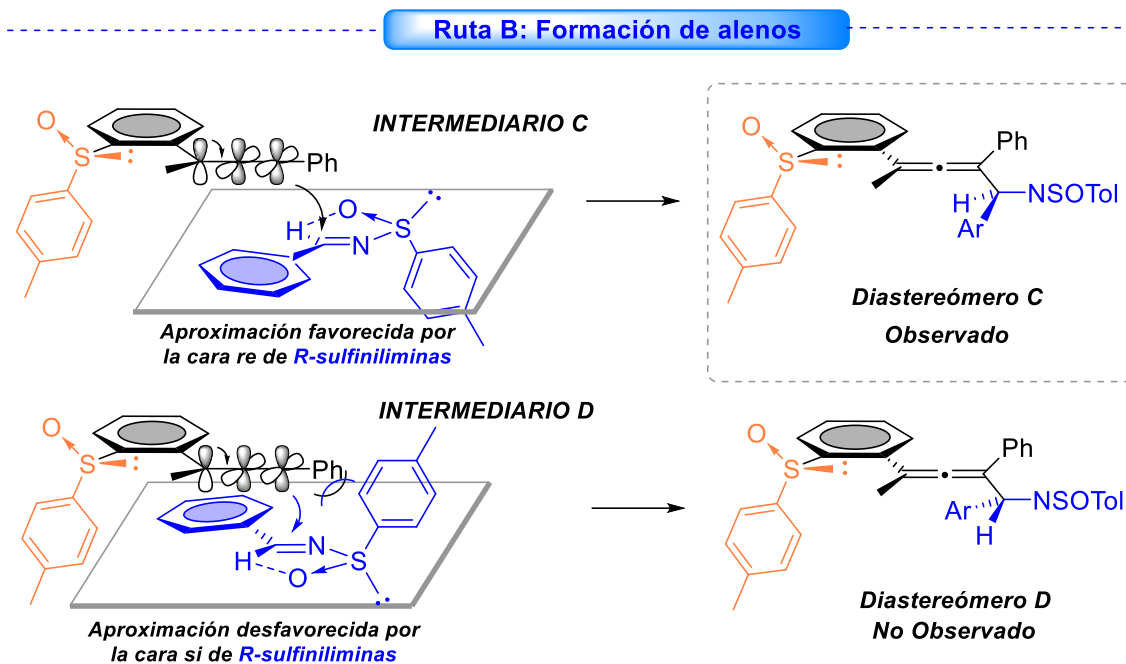 Ruta B: Formación de alenos
INTERMEDIARIO C
O
S
Ph
O
H
S
N
Aproximación favorecida por
la cara re de R-sulfiniliminas
O
S
Ph
H
NSOTol
Ar
Diastereómero C
Observado
INTERMEDIARIO D
O
S
Ph
H
N
S
O
Aproximación desfavorecida por
la cara si de R-sulfiniliminas
O
S
Ph
Ar
NSOTol
H
Diastereómero D
No Observado